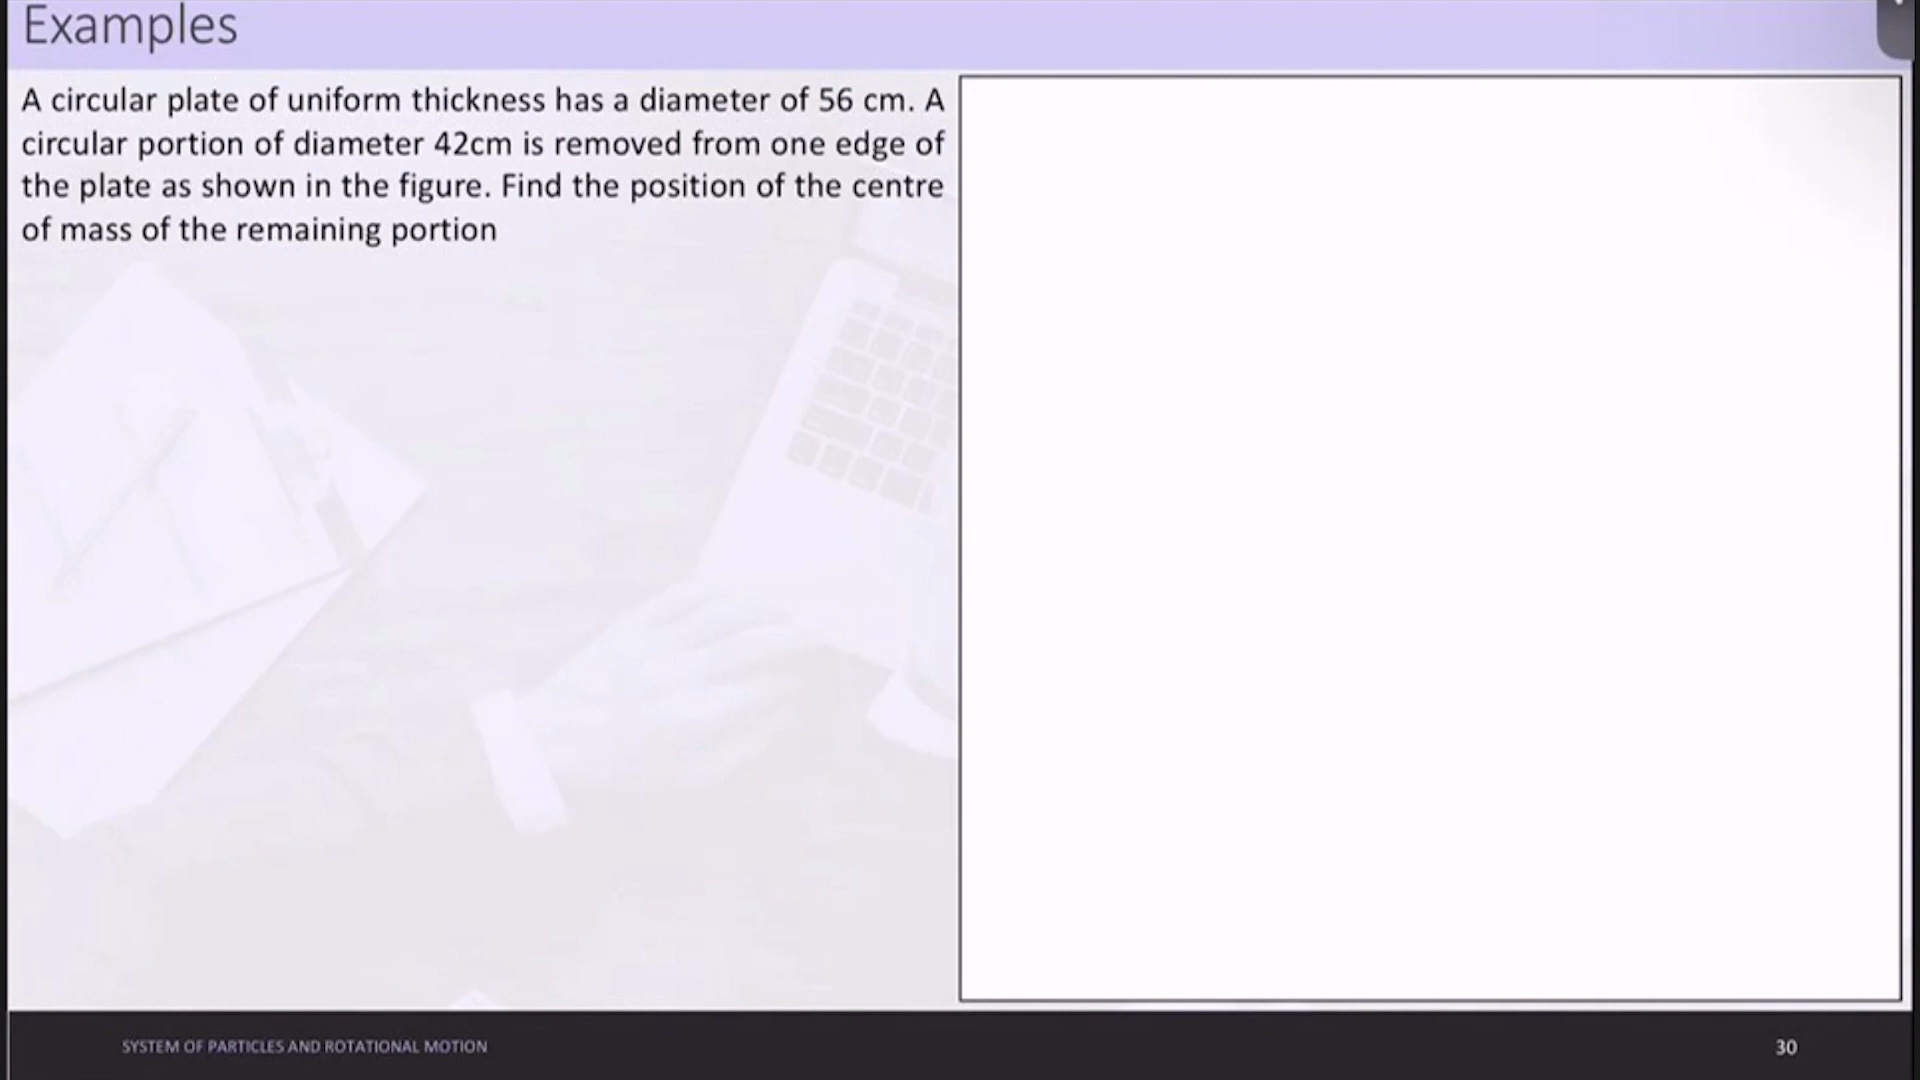 Examples
A circular plate of uniform thickness has a diameter of 56 cm. A
circular portion of diameter 42cm is removed from one edge of
the plate as shown in the figure. Find the position of the centre
of mass of the remaining portion
SYSTEM OF PARTICLES AND ROTATIONAL MOTION
30